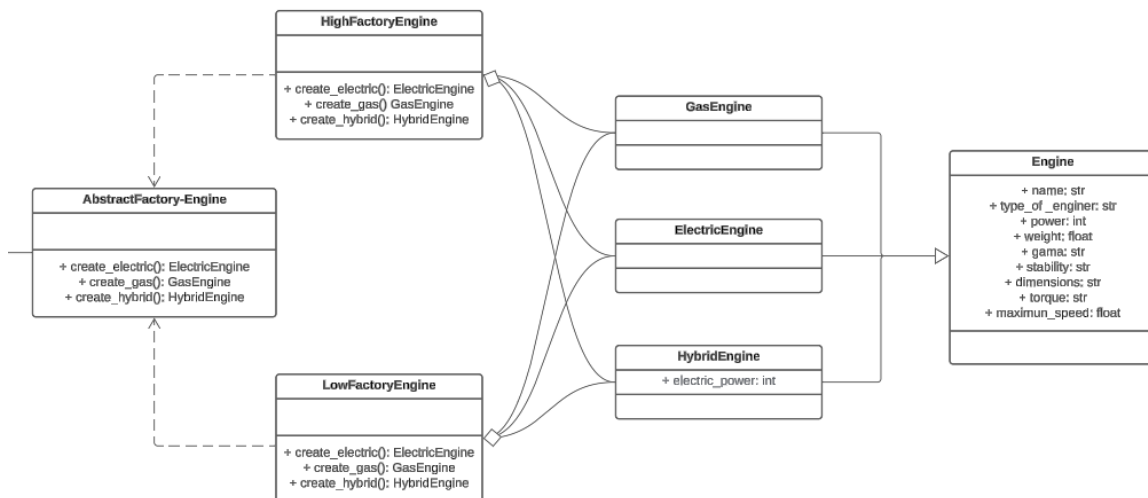 HighFactoryEngine
+ create_electric(): ElectricEngine
+ create_gas() GasEngine
+ create_hybrid(): HybridEngine
AbstractFactory-Engine
+ create_electric(): ElectricEngine
+ create_gas(): GasEngine
+ create_hybrid(): HybridEngine
LowFactoryEngine
+ create_electric(): ElectricEngine
+ create_gas(): GasEngine
+ create_hybrid(): HybridEngine
GasEngine
ElectricEngine
HybridEngine
+ electric_power: int
Engine
+ name: str
+ type_of _enginer: str
+ power: int
+ weight: float
+ gama: str
+ stability: str
+ dimensions: str
+ torque: str
+ maximun_speed: float